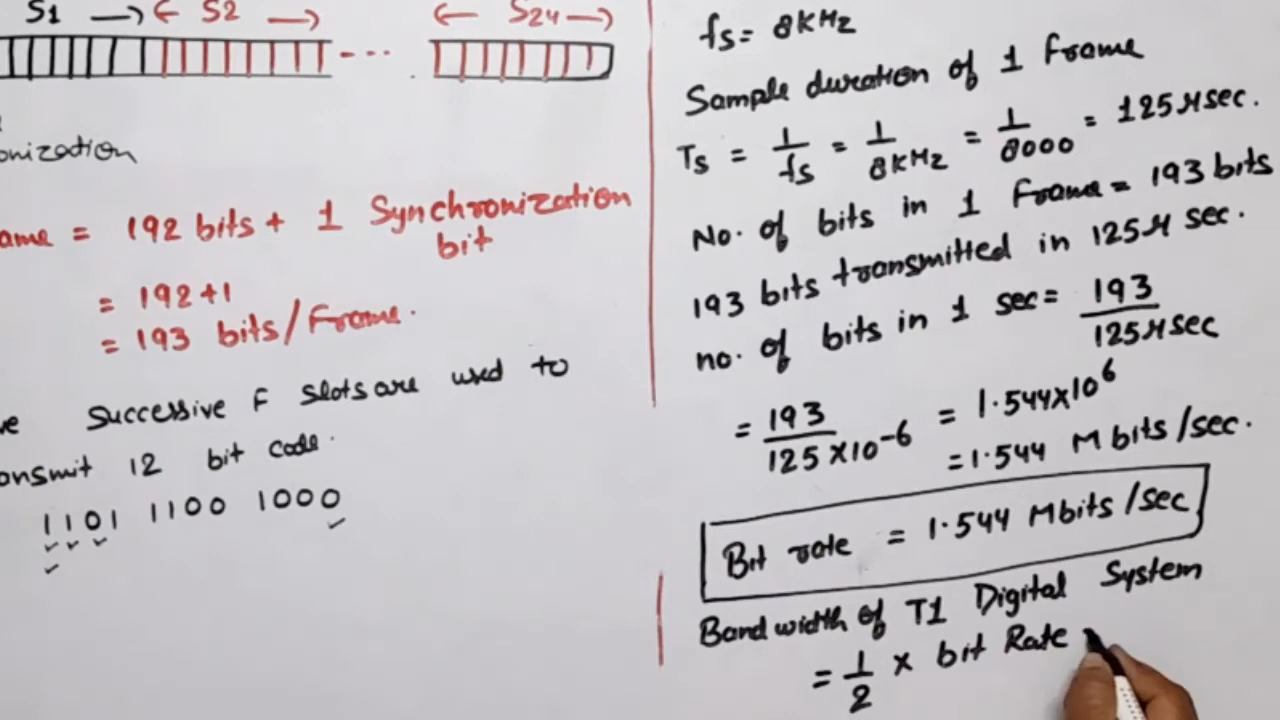 S1 S2 ... S24
onization
ame = 192 bits + 1 Synchronization
bit
= 192+1
= 193 bits/Frame.
ve Successive F slots are used to
onsmit 12 bit code.
1101 1100 1000
fs = 8KHz
Sample duration of 1 Frame
Ts = 1/fs = 1/8KHz = 1/8000 = 125μsec.
No. of bits in 1 Frame = 193 bits
193 bits transmitted in 125μ sec.
no. of bits in 1 sec = 193/125μsec
= 193/125×10^-6 = 1.544×10^6
= 1.544 M bits/sec.
Bit rate = 1.544 Mbits/sec
Bandwidth of T1 Digital System
= 1/2 × bit Rate